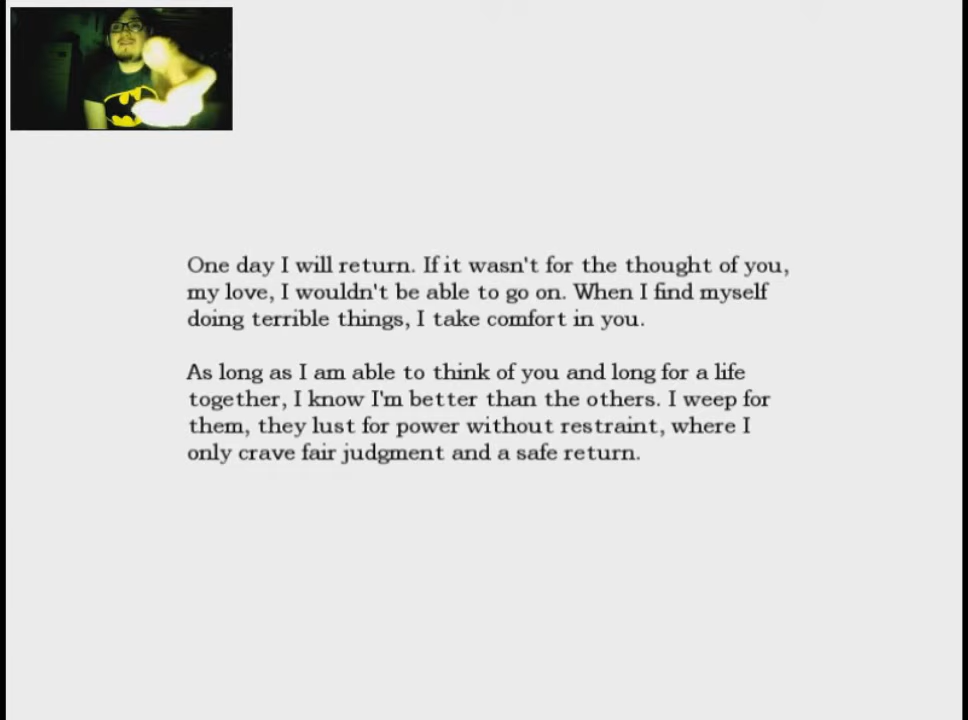 One day I will return. If it wasn't for the thought of you,
my love, I wouldn't be able to go on. When I find myself
doing terrible things, I take comfort in you.
As long as I am able to think of you and long for a life
together, I know I'm better than the others. I weep for
them, they lust for power without restraint, where I
only crave fair judgment and a safe return.